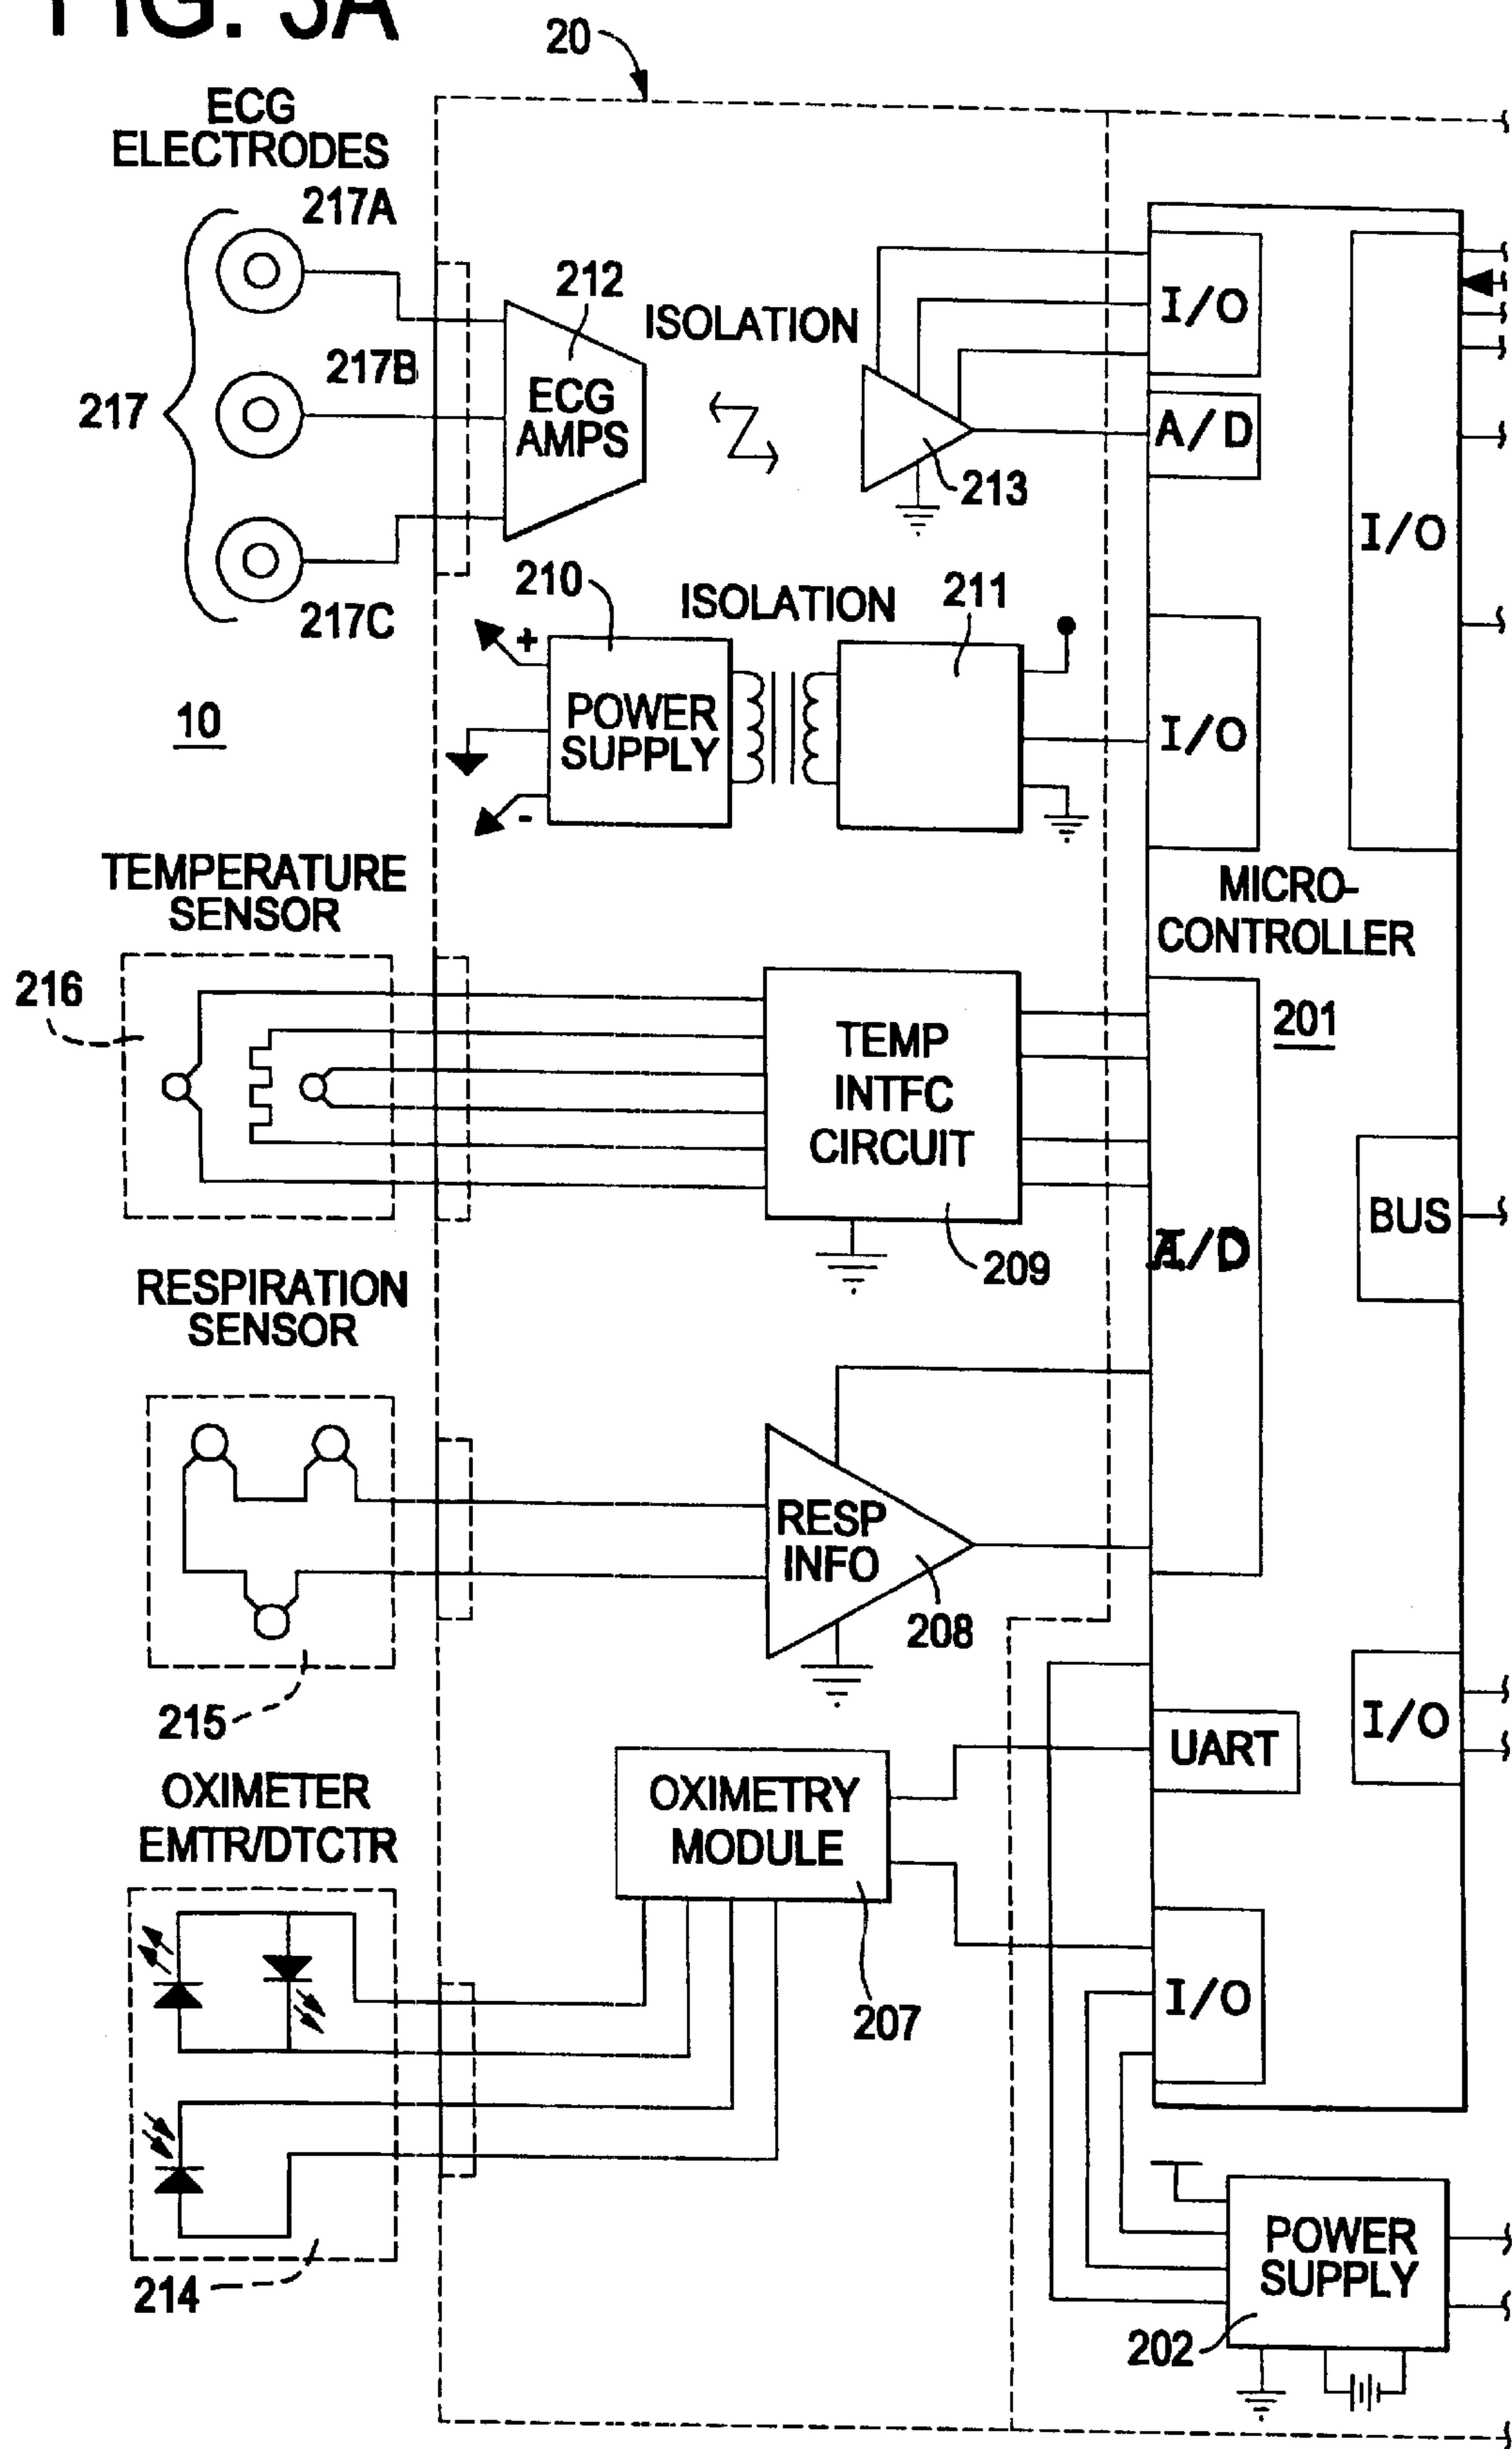 FIG. 3A
20
ECG
ELECTRODES
217A
217B
217
217C
212
ECG
AMPS
ISOLATION
213
I/O
A/D
I/O
210
ISOLATION
211
+
POWER
SUPPLY
-
I/O
10
MICRO-
CONTROLLER
201
TEMPERATURE
SENSOR
216
TEMP
INTFC
CIRCUIT
209
A/D
BUS
RESPIRATION
SENSOR
RESP
INFO
208
215
UART
I/O
OXIMETER
EMTR/DTCTR
OXIMETRY
MODULE
207
I/O
214
POWER
SUPPLY
202